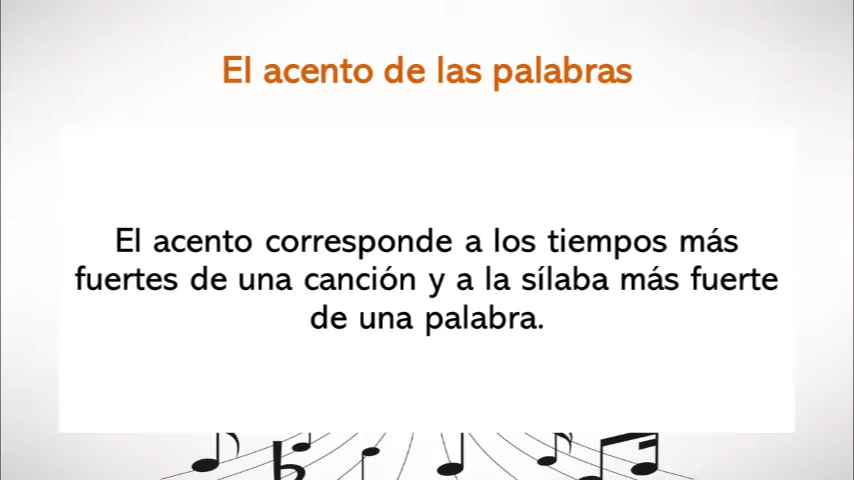 El acento de las palabras
El acento corresponde a los tiempos más
fuertes de una canción y a la sílaba más fuerte
de una palabra.